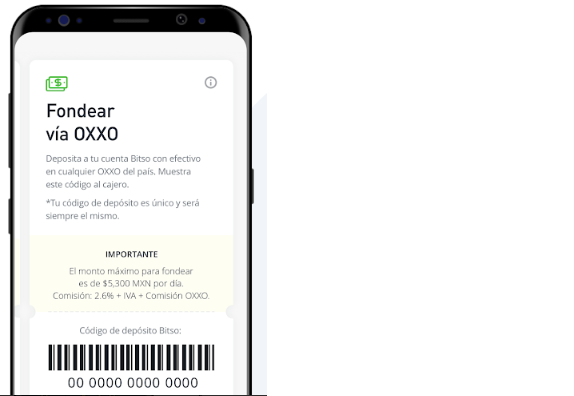 Fondear
vía OXXO
Deposita a tu cuenta Bitso con efectivo
en cualquier OXXO del país. Muestra
este código al cajero.
*Tu código de depósito es único y será
siempre el mismo.
IMPORTANTE
El monto máximo para fondear
es de $5,300 MXN por día.
Comisión: 2.6% + IVA + Comisión OXXO.
Código de depósito Bitso:
00 0000 0000 0000